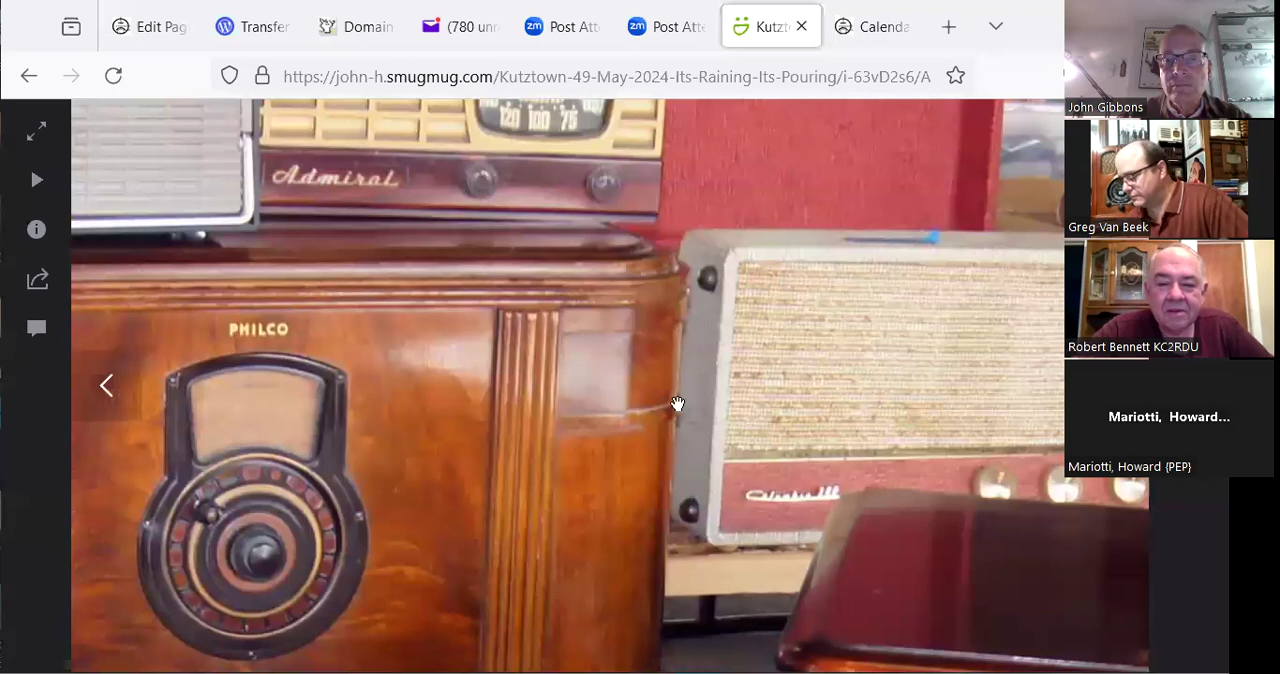 Edit Pag
Transfer
Domain
(780 unr
Post Att
Post Atte
Kutzt
Calenda
https://john-h.smugmug.com/Kutztown-49-May-2024-Its-Raining-Its-Pouring/i-63vD2s6/A
120 100 75
Admiral
PHILCO
John Gibbons
Greg Van Beek
Robert Bennett KC2RDU
Mariotti, Howard...
Mariotti, Howard {PEP}